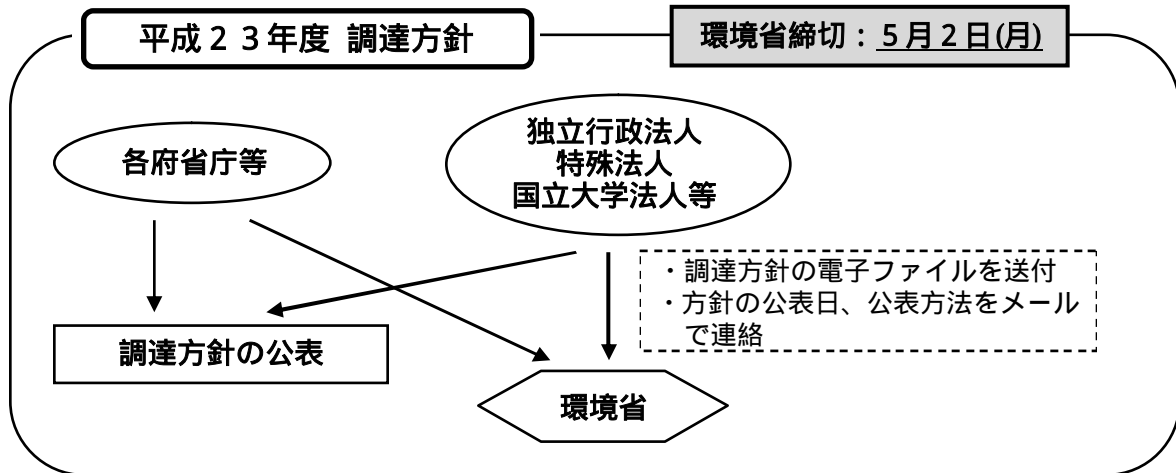 平成２３年度 調達方針
環境省締切：５月２日(月)
各府省庁等
独立行政法人
特殊法人
国立大学法人等
・調達方針の電子ファイルを送付
・方針の公表日、公表方法をメール
で連絡
調達方針の公表
環境省